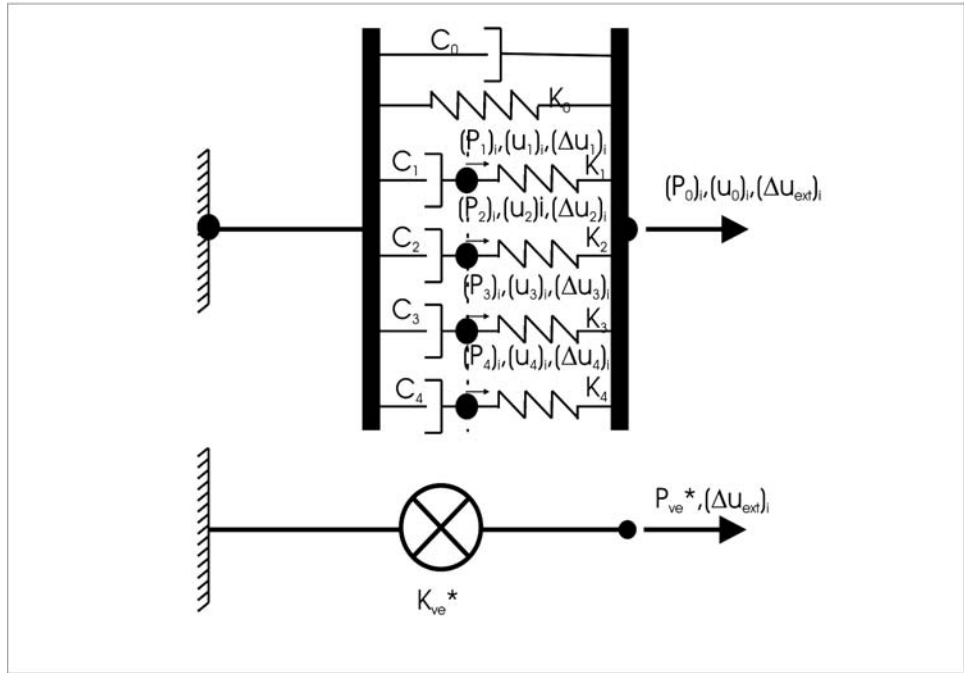 C₀
K₀
(P₁)ᵢ,(u₁)ᵢ,(Δu₁)ᵢ
C₁ K₁
(P₀)ᵢ,(u₀)ᵢ,(Δuₑₓₜ)ᵢ
(P₂)ᵢ,(u₂)i,(Δu₂)ᵢ
C₂ K₂
(P₃)ᵢ,(u₃)ᵢ,(Δu₃)ᵢ
C₃ K₃
(P₄)ᵢ,(u₄)ᵢ,(Δu₄)ᵢ
C₄ K₄
Pᵥₑ*,(Δuₑₓₜ)ᵢ
Kᵥₑ*